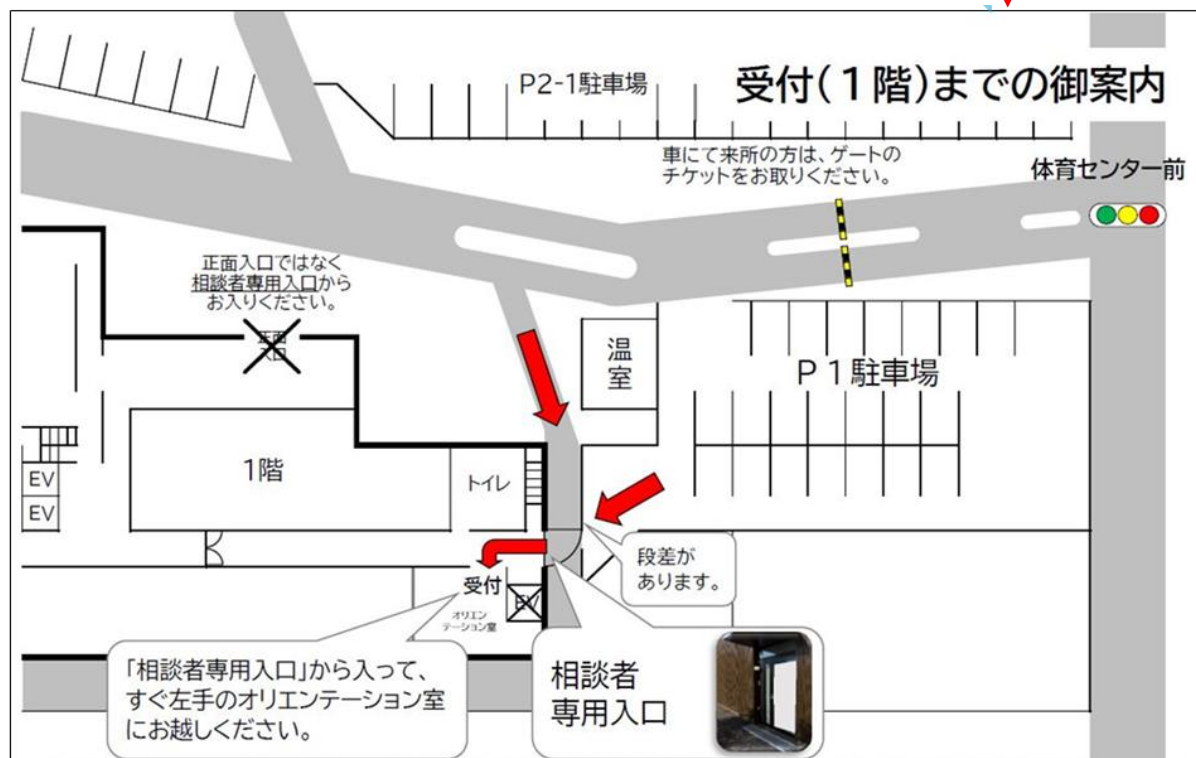 受付(1階)までの御案内
P2-1駐車場
車にて来所の方は、ゲートの
チケットをお取りください。
体育センター前
正面入口ではなく
相談者専用入口から
お入りください。
正面
入口
温
室
P1駐車場
1階
トイレ
EV
EV
段差が
あります。
受付
EV
オリエン
テーション室
「相談者専用入口」から入って、
すぐ左手のオリエンテーション室
にお越しください。
相談者
専用入口